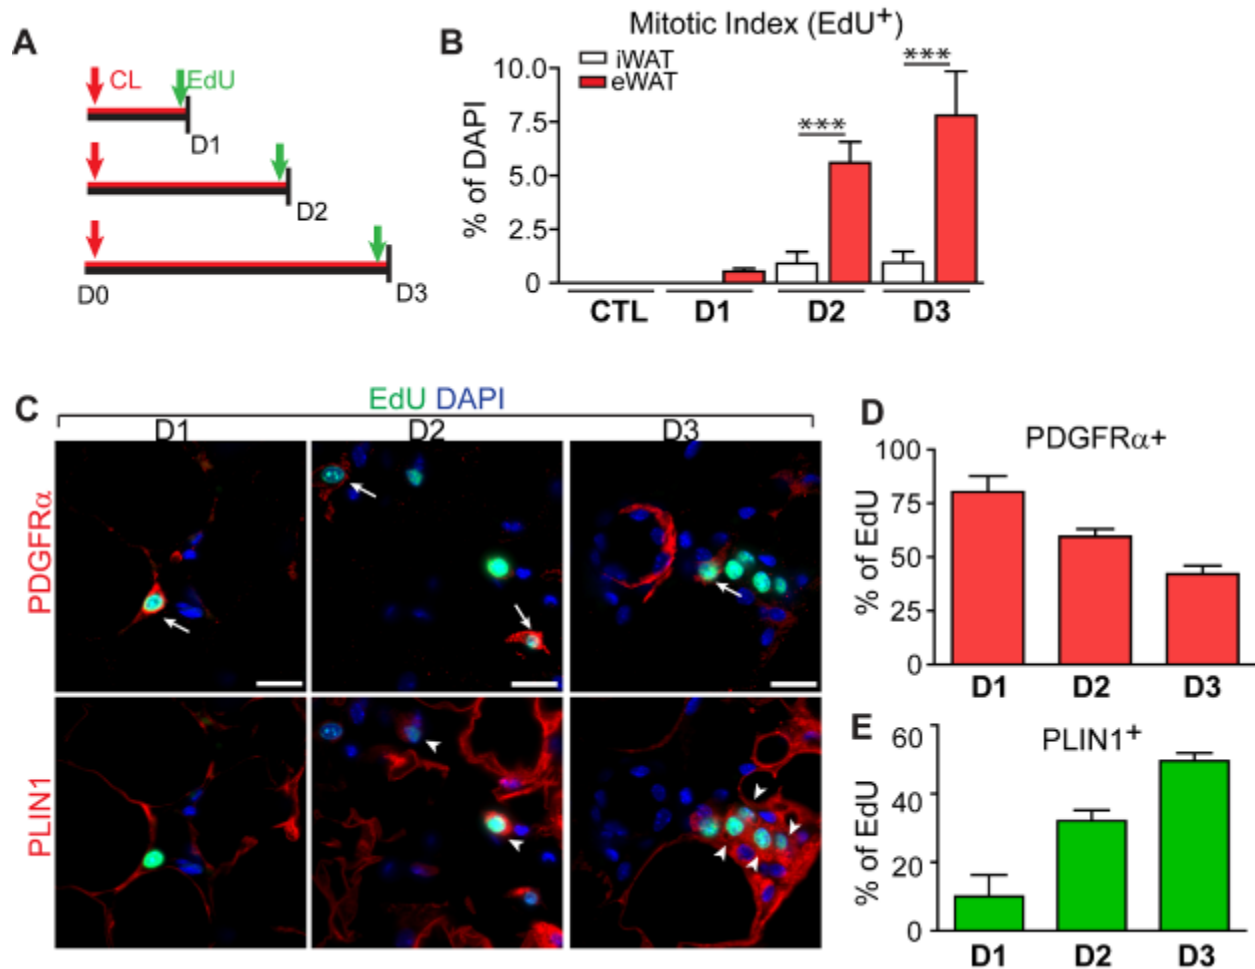 A
CL
EdU
D1
D2
D0
D3
B
Mitotic Index (EdU+)
iWAT
eWAT
***
***
10.0
7.5
5.0
2.5
0
% of DAPI
CTL
D1
D2
D3
C
EdU DAPI
D1
D2
D3
PDGFRα
PLIN1
D
PDGFRα+
100
75
50
25
0
% of EdU
D1
D2
D3
E
PLIN1+
60
40
20
0
% of EdU
D1
D2
D3